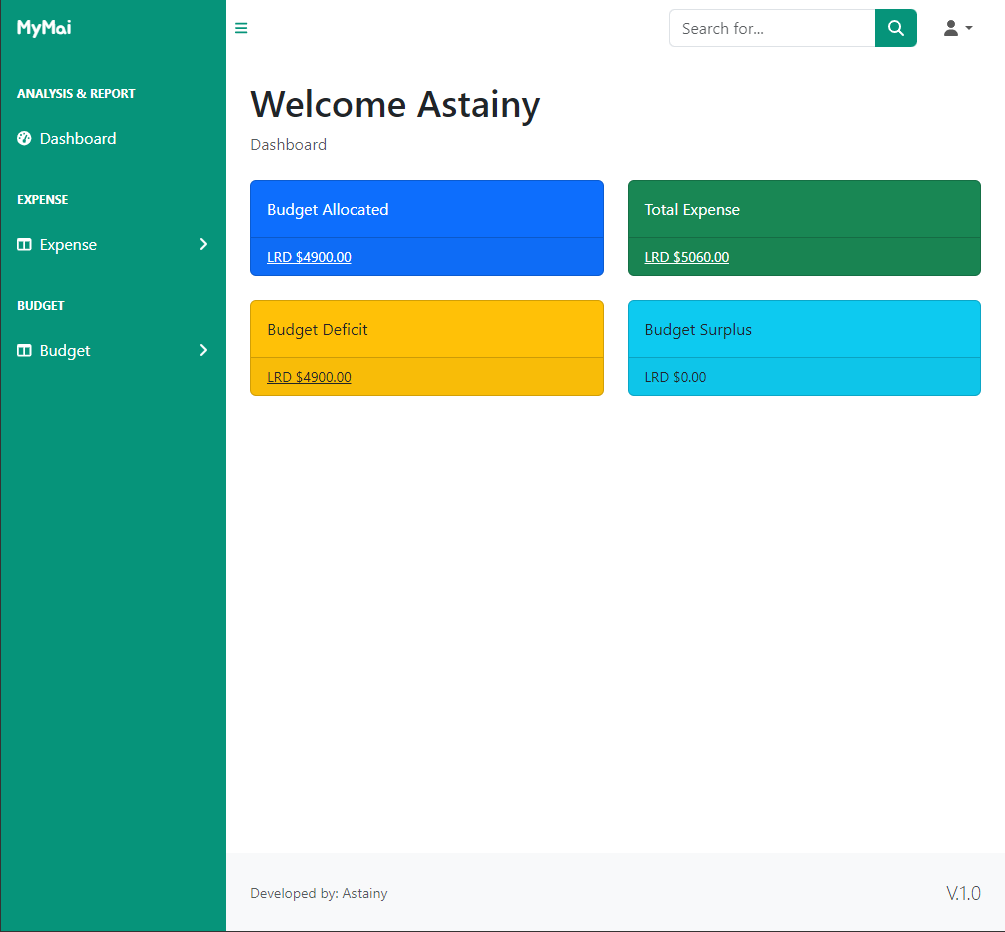 MyMai
Search for...
ANALYSIS & REPORT
Dashboard
EXPENSE
Expense
BUDGET
Budget
Welcome Astainy
Dashboard
Budget Allocated
LRD $4900.00
Total Expense
LRD $5060.00
Budget Deficit
LRD $4900.00
Budget Surplus
LRD $0.00
Developed by: Astainy
V.1.0